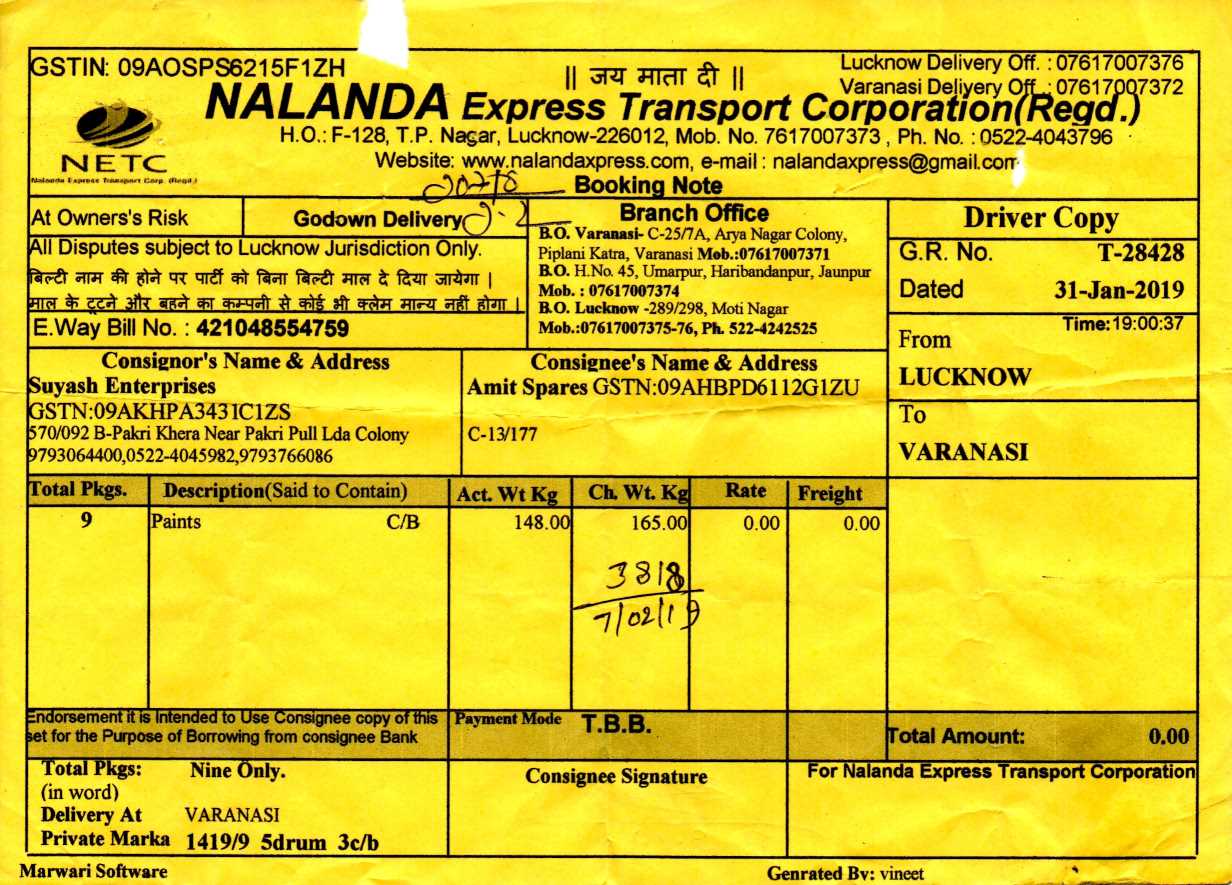 GSTIN: 09AOSPS6215F1ZH
|| जय माता दी ||
Lucknow Delivery Off. : 07617007376
Varanasi Deliyery Off. : 07617007372
NALANDA Express Transport Corporation(Regd.)
H.O.: F-128, T.P. Nagar, Lucknow-226012, Mob. No. 7617007373 , Ph. No. : 0522-4043796
NETC
Nalanda Express Transport Corp. (Regd.)
Website: www.nalandaxpress.com, e-mail : nalandaxpress@gmail.com
Booking Note
At Owners's Risk
Godown Delivery
All Disputes subject to Lucknow Jurisdiction Only.
बिल्टी नाम की होने पर पार्टी को बिना बिल्टी माल दे दिया जायेगा |
माल के टूटने और बहने का कम्पनी से कोई भी क्लेम मान्य नहीं होगा |
E.Way Bill No. : 421048554759
Branch Office
B.O. Varanasi- C-25/7A, Arya Nagar Colony,
Piplani Katra, Varanasi Mob.:07617007371
B.O. H.No. 45, Umarpur, Haribandanpur, Jaunpur
Mob. : 07617007374
B.O. Lucknow -289/298, Moti Nagar
Mob.:07617007375-76, Ph. 522-4242525
Driver Copy
G.R. No. T-28428
Dated 31-Jan-2019
Time: 19:00:37
From
LUCKNOW
To
VARANASI
Consignor's Name & Address
Suyash Enterprises
GSTN:09AKHPA3431C1ZS
570/092 B-Pakri Khera Near Pakri Pull Lda Colony
9793064400,0522-4045982,9793766086
Consignee's Name & Address
Amit Spares GSTN:09AHBPD6112G1ZU
C-13/177
Total Pkgs. Description(Said to Contain) Act. Wt Kg Ch. Wt. Kg Rate Freight
9 Paints C/B 148.00 165.00 0.00 0.00
3818
7/02/19
Endorsement it is Intended to Use Consignee copy of this
set for the Purpose of Borrowing from consignee Bank
Payment Mode T.B.B.
Total Amount: 0.00
Total Pkgs: Nine Only.
(in word)
Delivery At VARANASI
Private Marka 1419/9 5drum 3c/b
Consignee Signature
For Nalanda Express Transport Corporation
Marwari Software
Genrated By: vineet